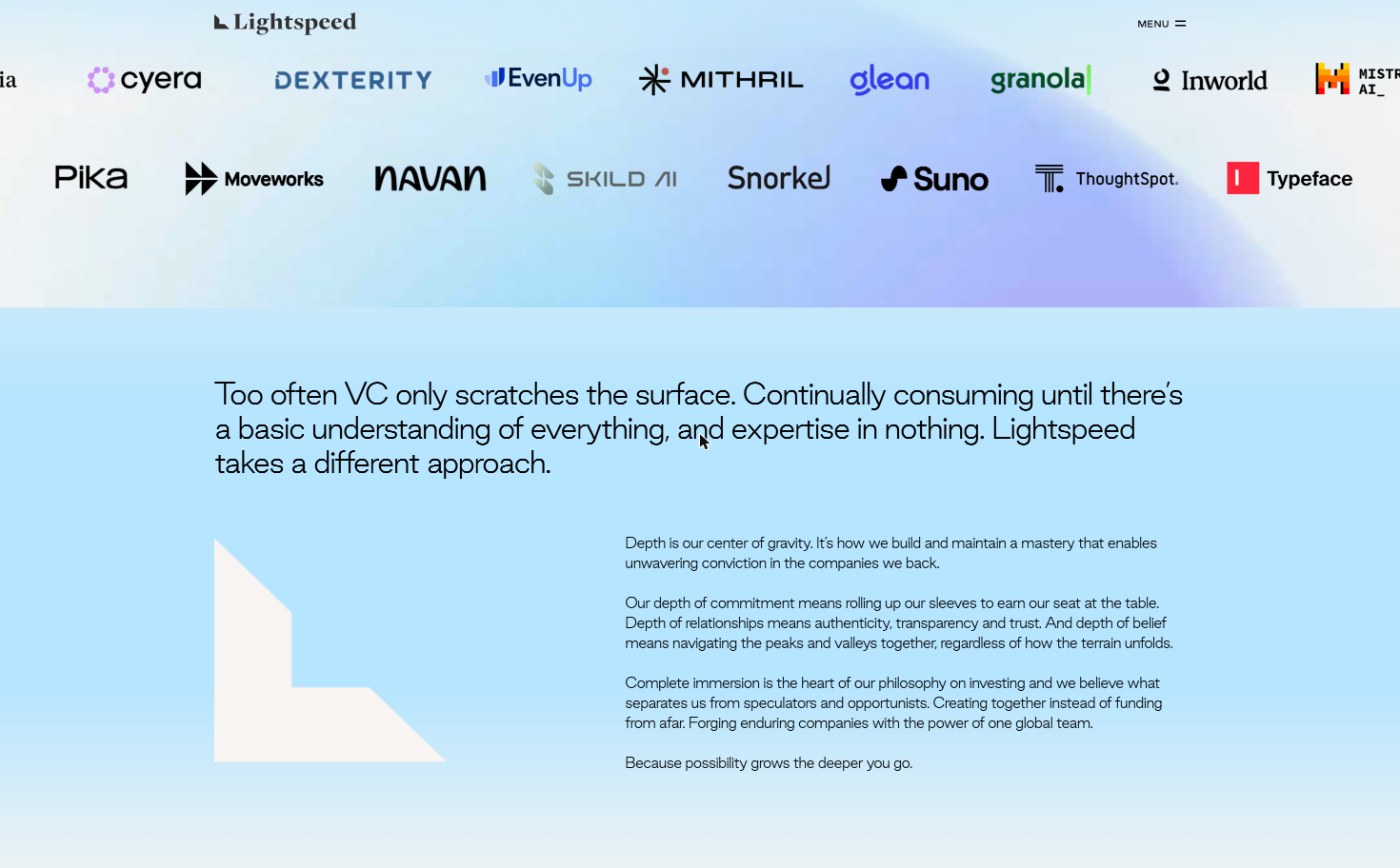 Lightspeed
MENU
ia
cyera
DEXTERITY
EvenUp
MITHRIL
glean
granola
Inworld
MISTR
AI_
Pika
Moveworks
NAVAN
SKILD AI
Snorkel
Suno
ThoughtSpot.
Typeface
Too often VC only scratches the surface. Continually consuming until there’s
a basic understanding of everything, and expertise in nothing. Lightspeed
takes a different approach.
Depth is our center of gravity. It’s how we build and maintain a mastery that enables
unwavering conviction in the companies we back.
Our depth of commitment means rolling up our sleeves to earn our seat at the table.
Depth of relationships means authenticity, transparency and trust. And depth of belief
means navigating the peaks and valleys together, regardless of how the terrain unfolds.
Complete immersion is the heart of our philosophy on investing and we believe what
separates us from speculators and opportunists. Creating together instead of funding
from afar. Forging enduring companies with the power of one global team.
Because possibility grows the deeper you go.